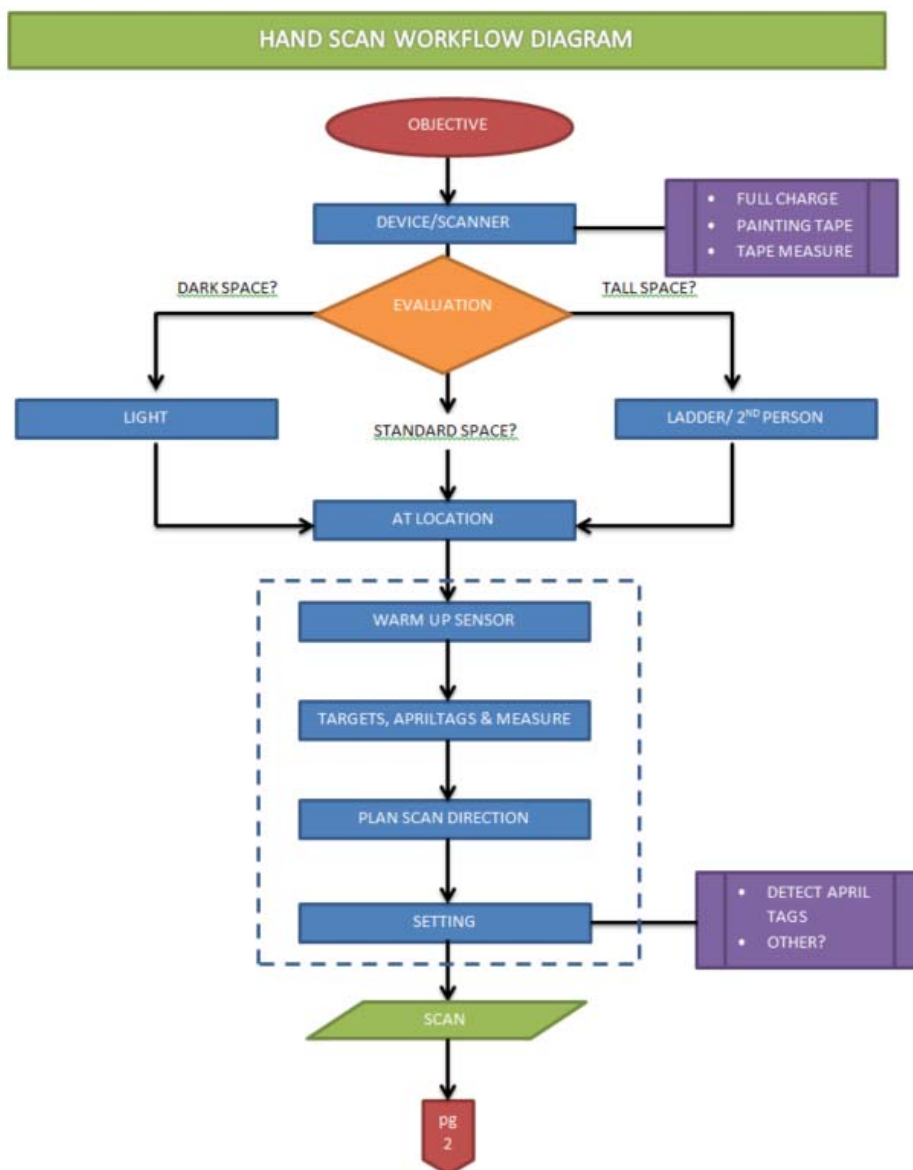 HAND SCAN WORKFLOW DIAGRAM
OBJECTIVE
DEVICE/SCANNER
• FULL CHARGE
• PAINTING TAPE
• TAPE MEASURE
DARK SPACE?
EVALUATION
TALL SPACE?
LIGHT
STANDARD SPACE?
LADDER/ 2ND PERSON
AT LOCATION
WARM UP SENSOR
TARGETS, APRILTAGS & MEASURE
PLAN SCAN DIRECTION
SETTING
• DETECT APRIL
TAGS
• OTHER?
SCAN
pg
2